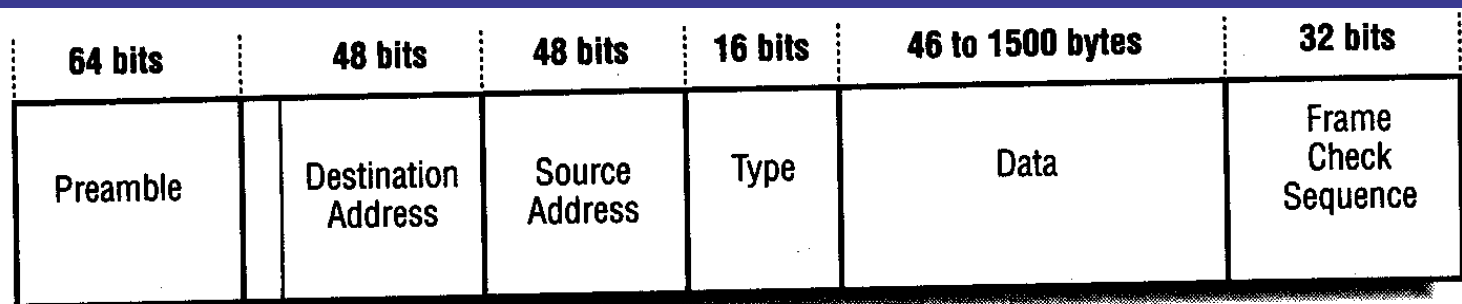 64 bits
48 bits
48 bits
16 bits
46 to 1500 bytes
32 bits
Preamble
Destination
Address
Source
Address
Type
Data
Frame
Check
Sequence